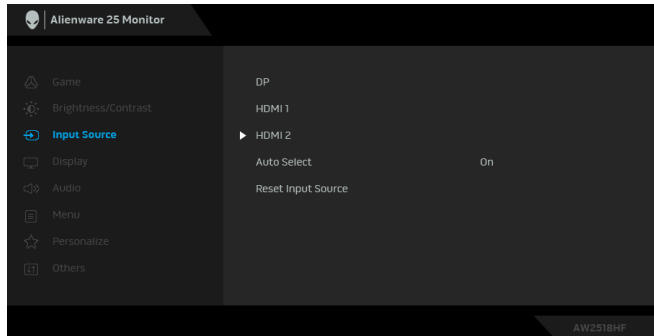 Alienware 25 Monitor
Game
DP
Brightness/Contrast
HDMI 1
Input Source
HDMI 2
Display
Auto Select On
Audio
Reset Input Source
Menu
Personalize
Others
AW2518HF